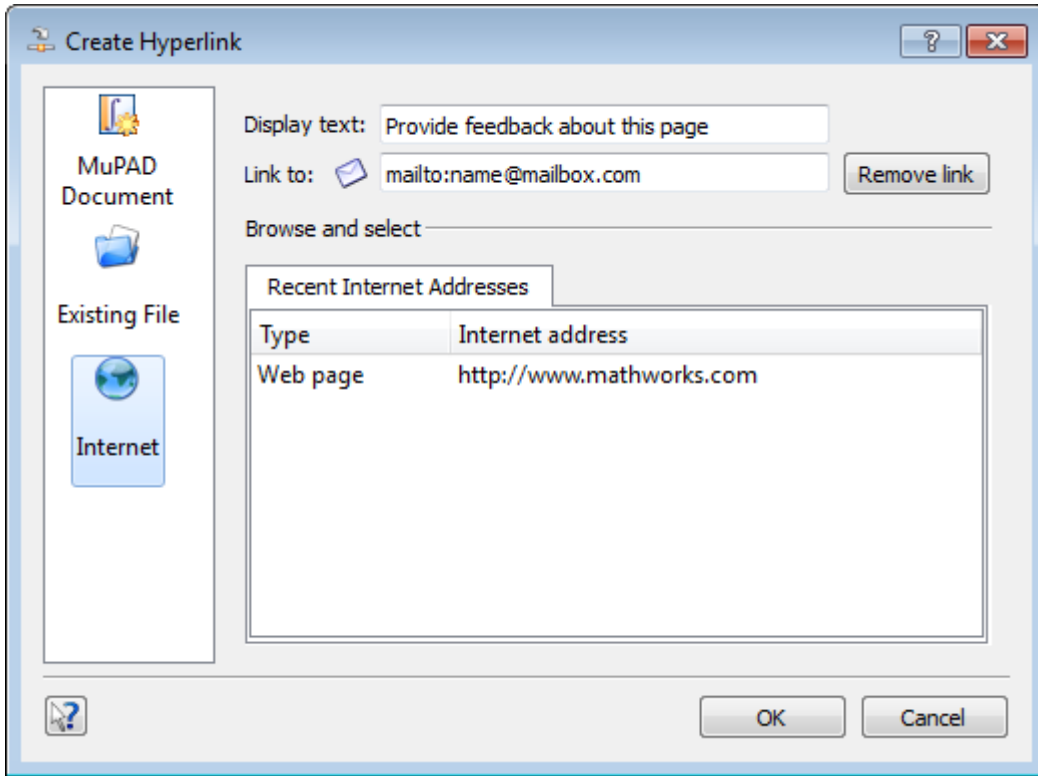 Create Hyperlink
MuPAD
Document
Existing File
Internet
Display text: Provide feedback about this page
Link to: mailto:name@mailbox.com Remove link
Browse and select
Recent Internet Addresses
Type Internet address
Web page http://www.mathworks.com
OK Cancel